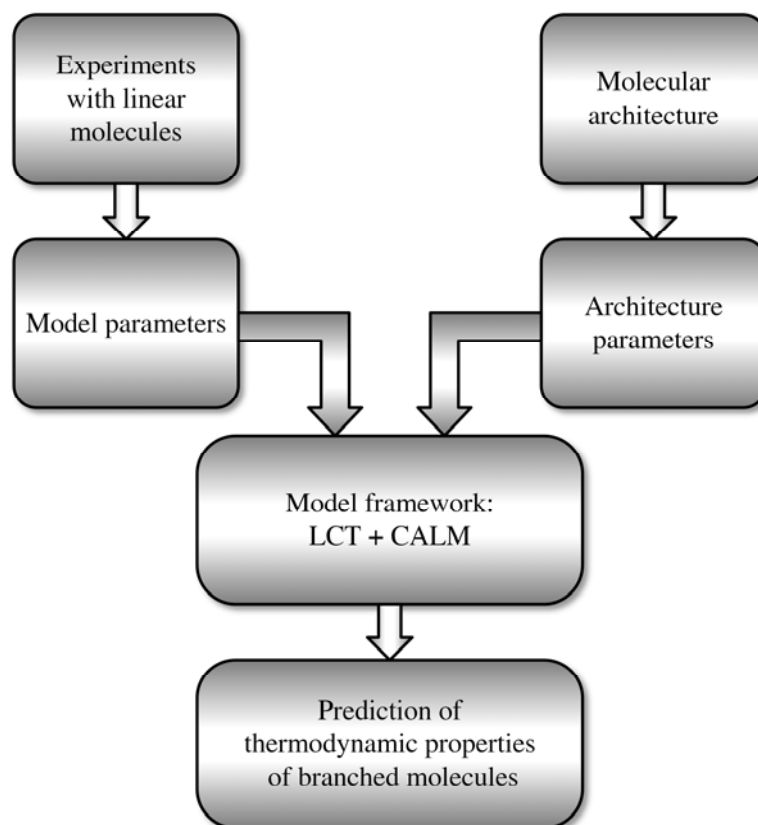 Experiments
with linear
molecules
Molecular
architecture
Model parameters
Architecture
parameters
Model framework:
LCT + CALM
Prediction of
thermodynamic properties
of branched molecules